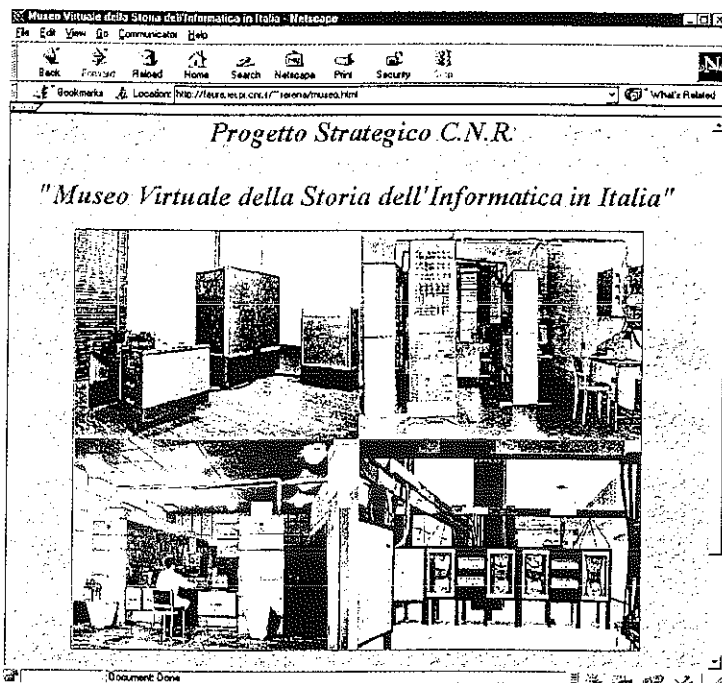 Museo Virtuale della Storia dell'Informatica in Italia - Netscape
File Edit View Go Communicator Help
Back Forward Reload Home Search Netscape Print Security Stop
Bookmarks Location: What's Related
Progetto Strategico C.N.R.
"Museo Virtuale della Storia dell'Informatica in Italia"
Document: Done